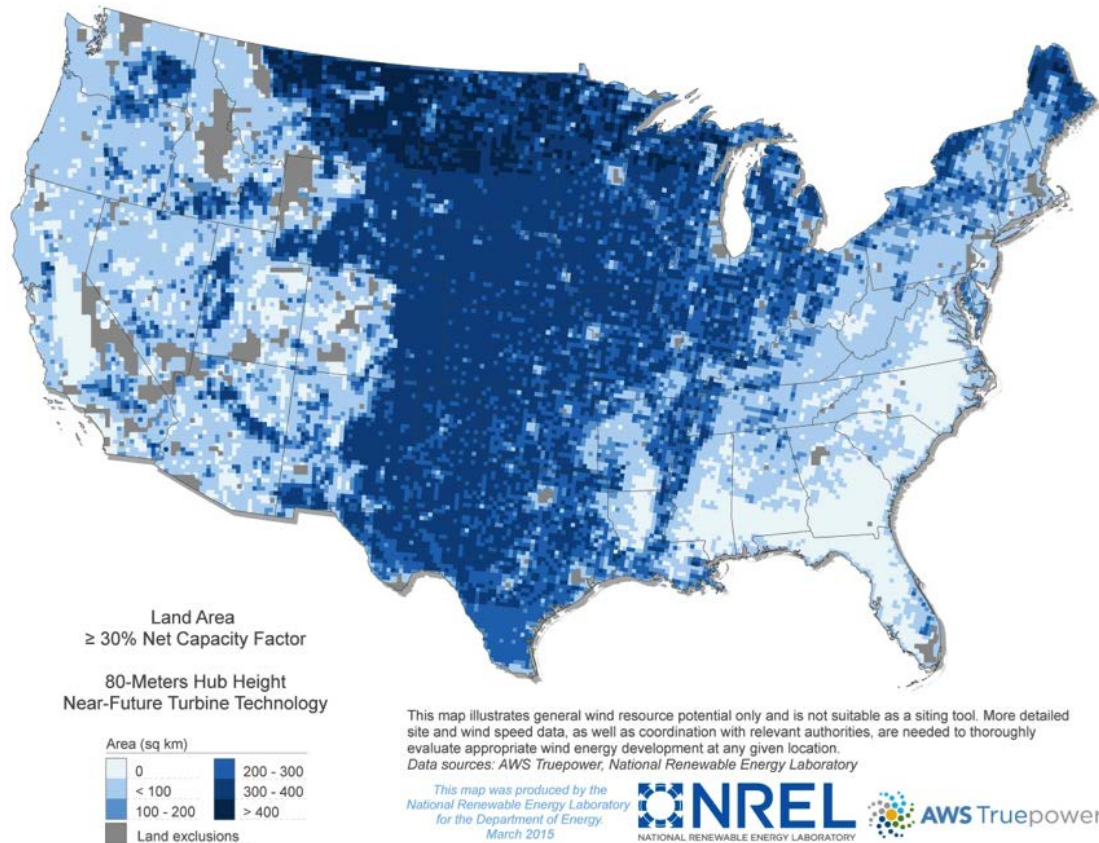 Land Area
≥ 30% Net Capacity Factor
80-Meters Hub Height
Near-Future Turbine Technology
Area (sq km)
0
< 100
100 - 200
200 - 300
300 - 400
> 400
Land exclusions
This map illustrates general wind resource potential only and is not suitable as a siting tool. More detailed
site and wind speed data, as well as coordination with relevant authorities, are needed to thoroughly
evaluate appropriate wind energy development at any given location.
Data sources: AWS Truepower, National Renewable Energy Laboratory
This map was produced by the
National Renewable Energy Laboratory
for the Department of Energy.
March 2015
NREL
NATIONAL RENEWABLE ENERGY LABORATORY
AWS Truepower